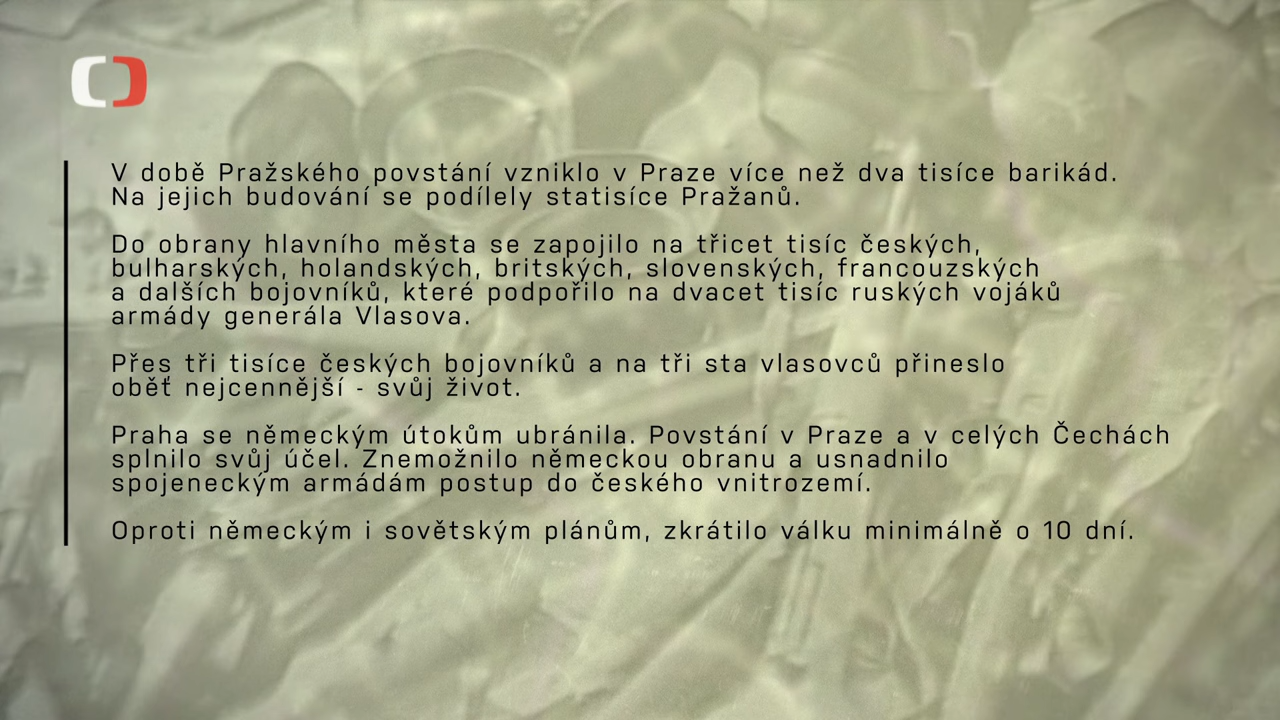 V době Pražského povstání vzniklo v Praze více než dva tisíce barikád.
Na jejich budování se podílely statisíce Pražanů.
Do obrany hlavního města se zapojilo na třicet tisíc českých,
bulharských, holandských, britských, slovenských, francouzských
a dalších bojovníků, které podpořilo na dvacet tisíc ruských vojáků
armády generála Vlasova.
Přes tři tisíce českých bojovníků a na tři sta vlasovců přineslo
oběť nejcennější - svůj život.
Praha se německým útokům ubránila. Povstání v Praze a v celých Čechách
splnilo svůj účel. Znemožnilo německou obranu a usnadnilo
spojeneckým armádám postup do českého vnitrozemí.
Oproti německým i sovětským plánům, zkrátilo válku minimálně o 10 dní.